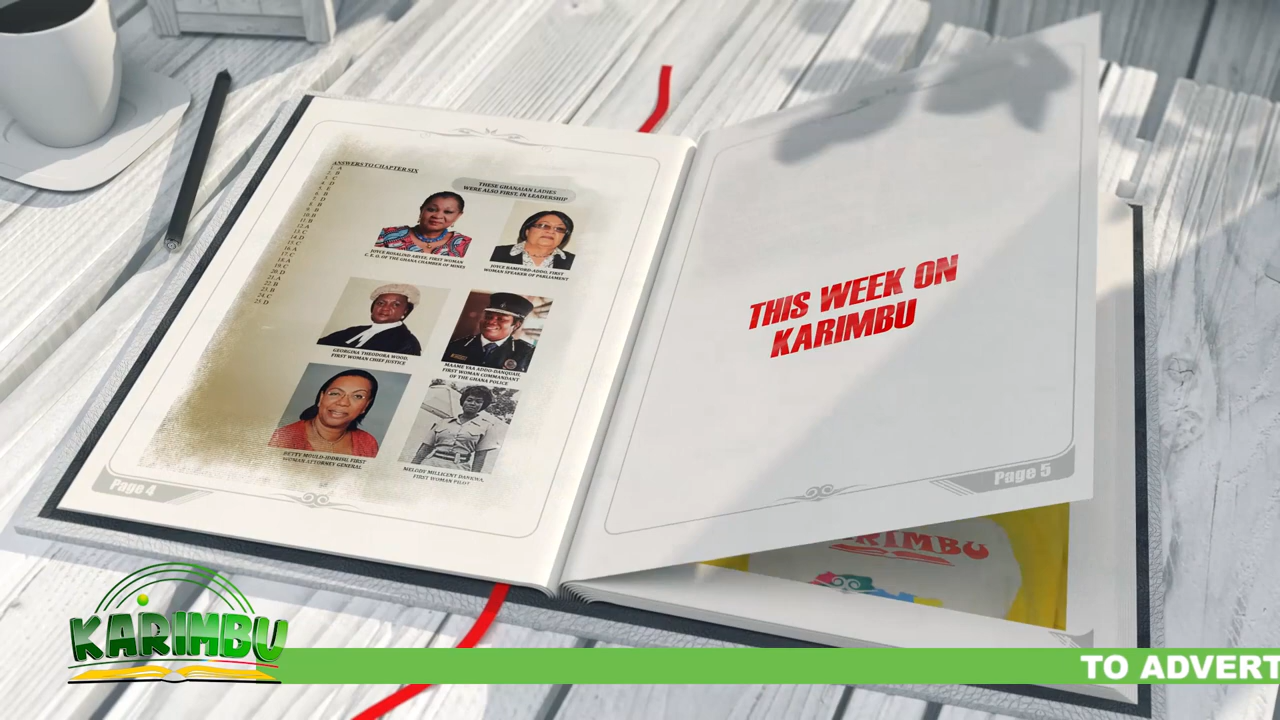 ANSWERS TO CHAPTER SIX
THESE GHANAIAN LADIES
WERE ALSO FIRST, IN LEADERSHIP
JOYCE ROSALIND ARYEE, FIRST WOMAN
C. E. O. OF THE GHANA CHAMBER OF MINES
JOYCE BAMFORD-ADDO, FIRST
WOMAN SPEAKER OF PARLIAMENT
GEORGINA THEODORA WOOD,
FIRST WOMAN CHIEF JUSTICE
MAAME YAA ADDO-DANQUAH,
FIRST WOMAN COMMANDANT
OF THE GHANA POLICE
BETTY MOULD-IDDRISU, FIRST
WOMAN ATTORNEY GENERAL
MELODY MILLICENT DANKWA,
FIRST WOMAN PILOT
Page 4
THIS WEEK ON
KARIMBU
Page 5
KARIMBU
KARIMBU
TO ADVERT